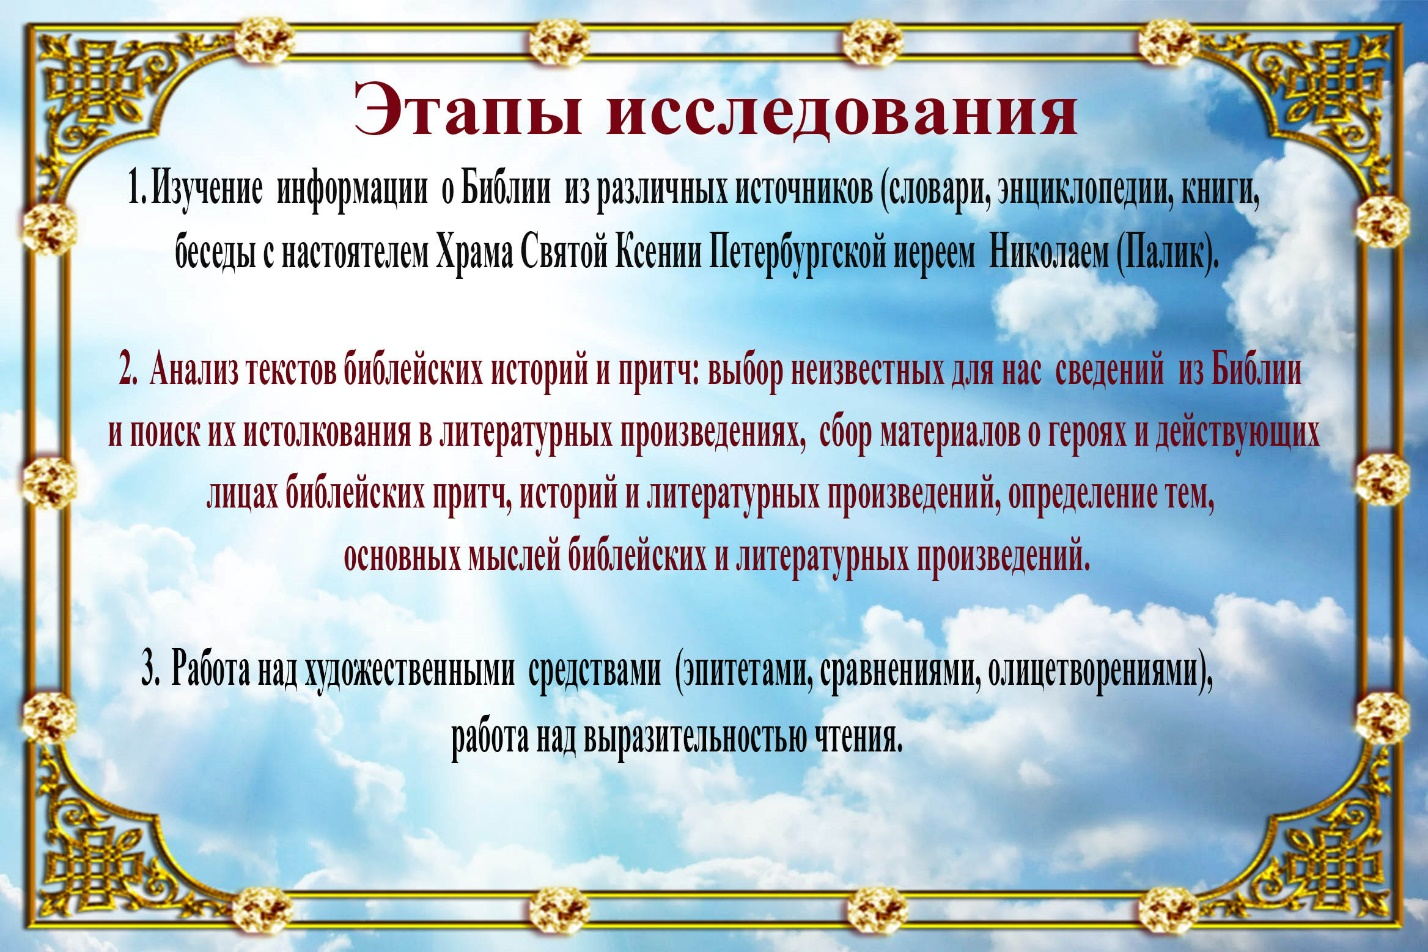 Этапы исследования
1. Изучение информации о Библии из различных источников (словари, энциклопедии, книги,
беседы с настоятелем Храма Святой Ксении Петербургской иереем Николаем (Палик).
2. Анализ текстов библейских историй и притч: выбор неизвестных для нас сведений из Библии
и поиск их истолкования в литературных произведениях, сбор материалов о героях и действующих
лицах библейских притч, историй и литературных произведений, определение тем,
основных мыслей библейских и литературных произведений.
3. Работа над художественными средствами (эпитетами, сравнениями, олицетворениями),
работа над выразительностью чтения.